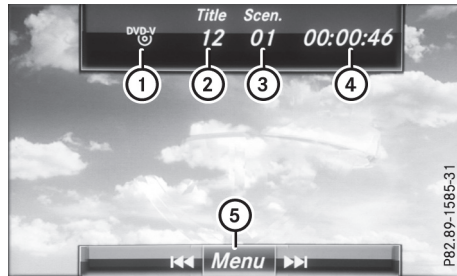 Title Scen.
DVD-V 12 01 00:00:46
1 2 3 4
5
Menu
P82.89-1585-31